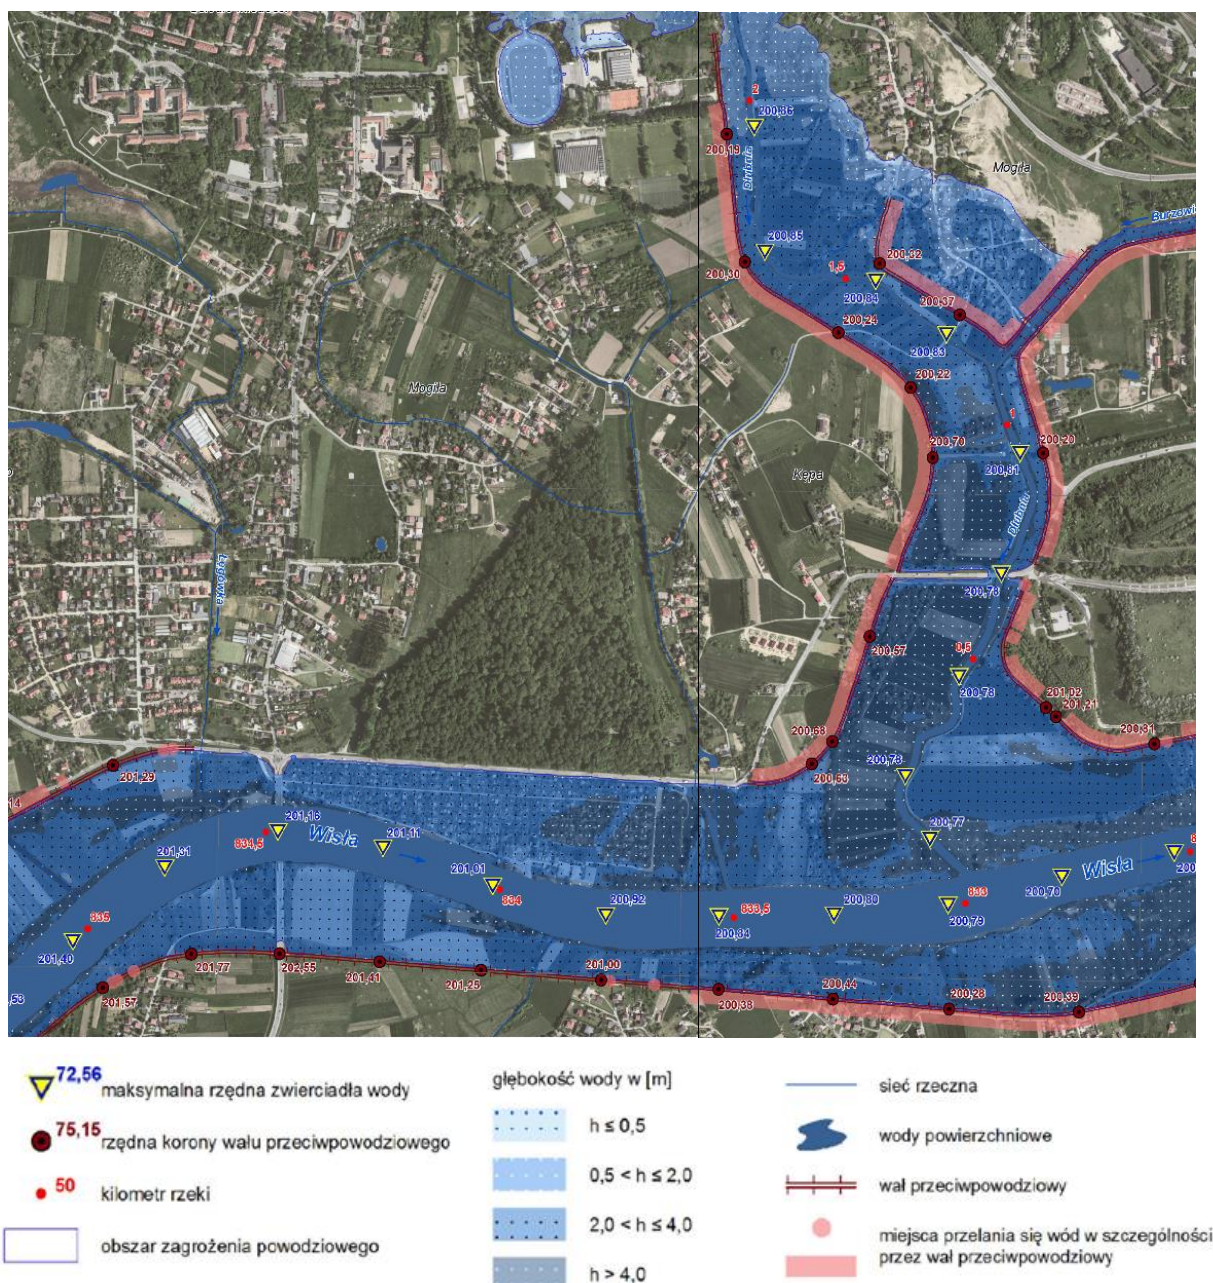 2
200,86
200,19
Dłubnia
Mogiła
Burzowi
200,85
200,30
200,32
1,5
200,84
200,37
200,24
200,83
200,22
Mogiła
1
200,70
200,20
200,81
Kępa
Dłubnia
Łęgówka
200,78
200,57
0,5
200,78
201,02
201,21
200,68
200,81
201,29
200,63
200,78
14
201,16
201,11
Wisła
834,5
200,77
201,31
201,01
834
Wisła
200,70
200
200,92
833,5
200,80
833
835
200,84
200,79
201,40
201,77
202,55
201,41
201,25
201,00
,53
201,57
200,38
200,44
200,28
200,39
72,56
maksymalna rzędna zwierciadła wody
75,15
rzędna korony wału przeciwpowodziowego
50
kilometr rzeki
obszar zagrożenia powodziowego
głębokość wody w [m]
h ≤ 0,5
0,5 < h ≤ 2,0
2,0 < h ≤ 4,0
h > 4,0
sieć rzeczna
wody powierzchniowe
wał przeciwpowodziowy
miejsca przelania się wód w szczególności
przez wał przeciwpowodziowy